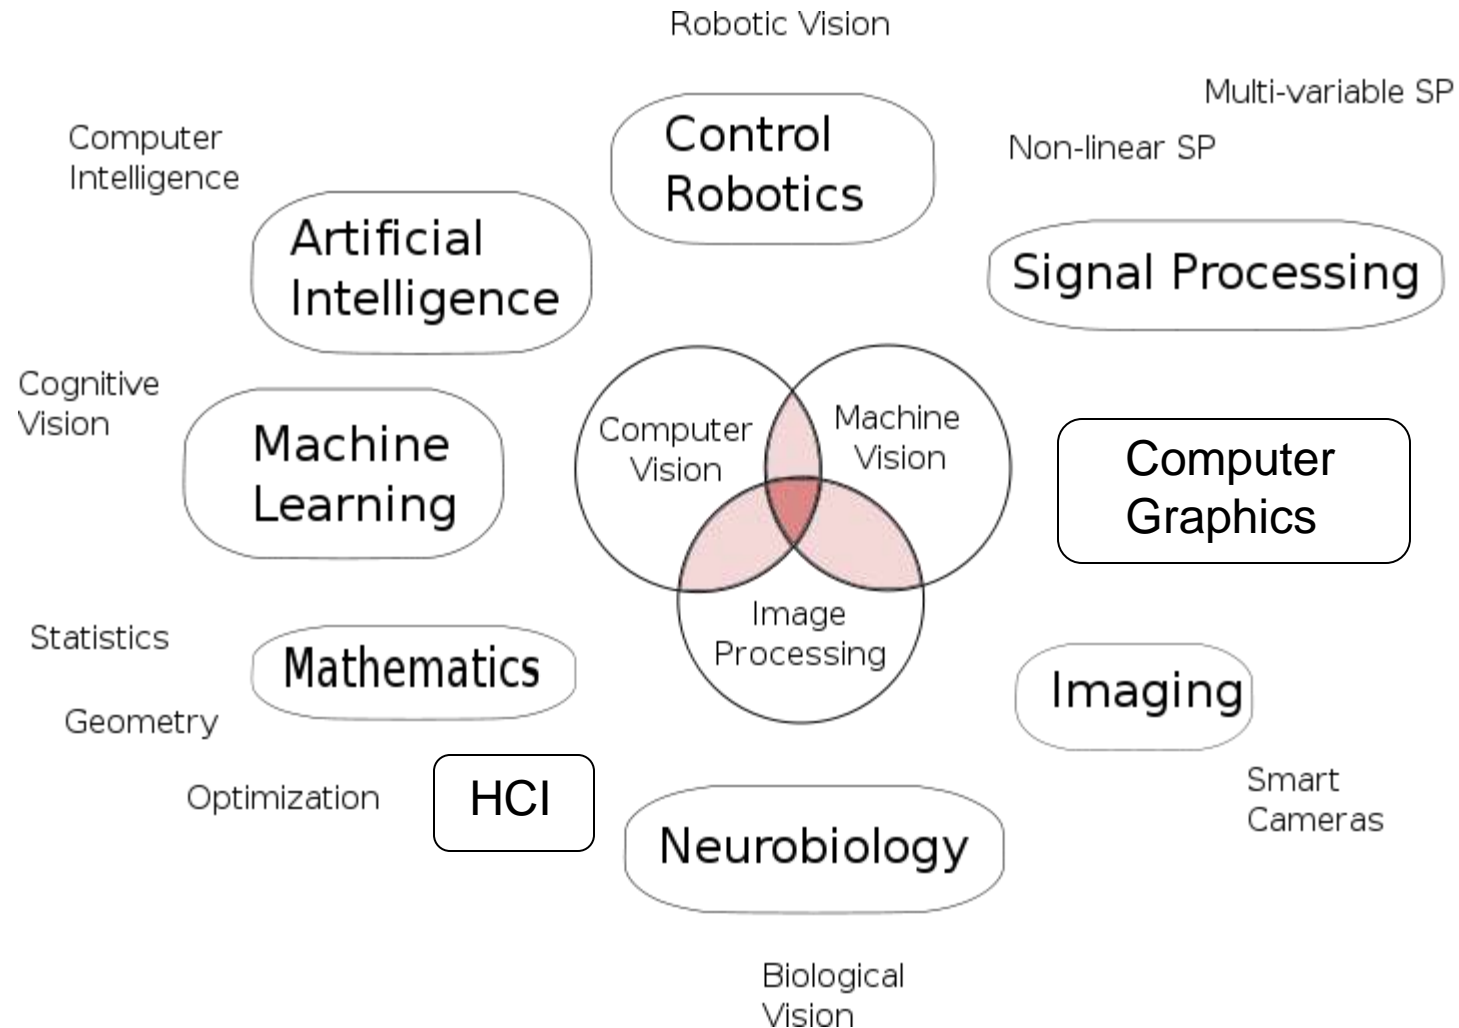 Robotic Vision
Multi-variable SP
Non-linear SP
Computer
Intelligence
Control
Robotics
Artificial
Intelligence
Signal Processing
Cognitive
Vision
Machine
Learning
Computer
Vision
Machine
Vision
Computer
Graphics
Image
Processing
Statistics
Mathematics
Geometry
Imaging
Optimization
HCI
Smart
Cameras
Neurobiology
Biological
Vision